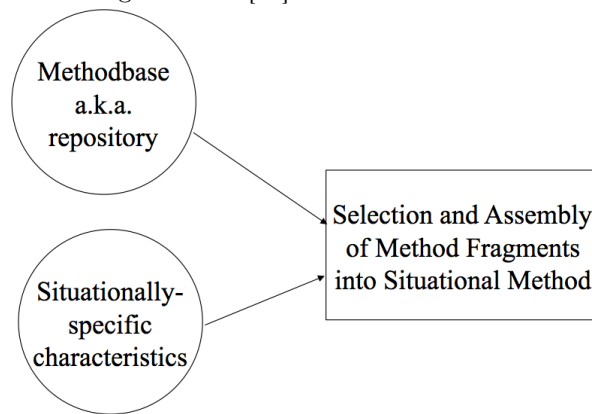 Methodbase
a.k.a.
repository
Selection and Assembly
of Method Fragments
into Situational Method
Situationally-
specific
characteristics